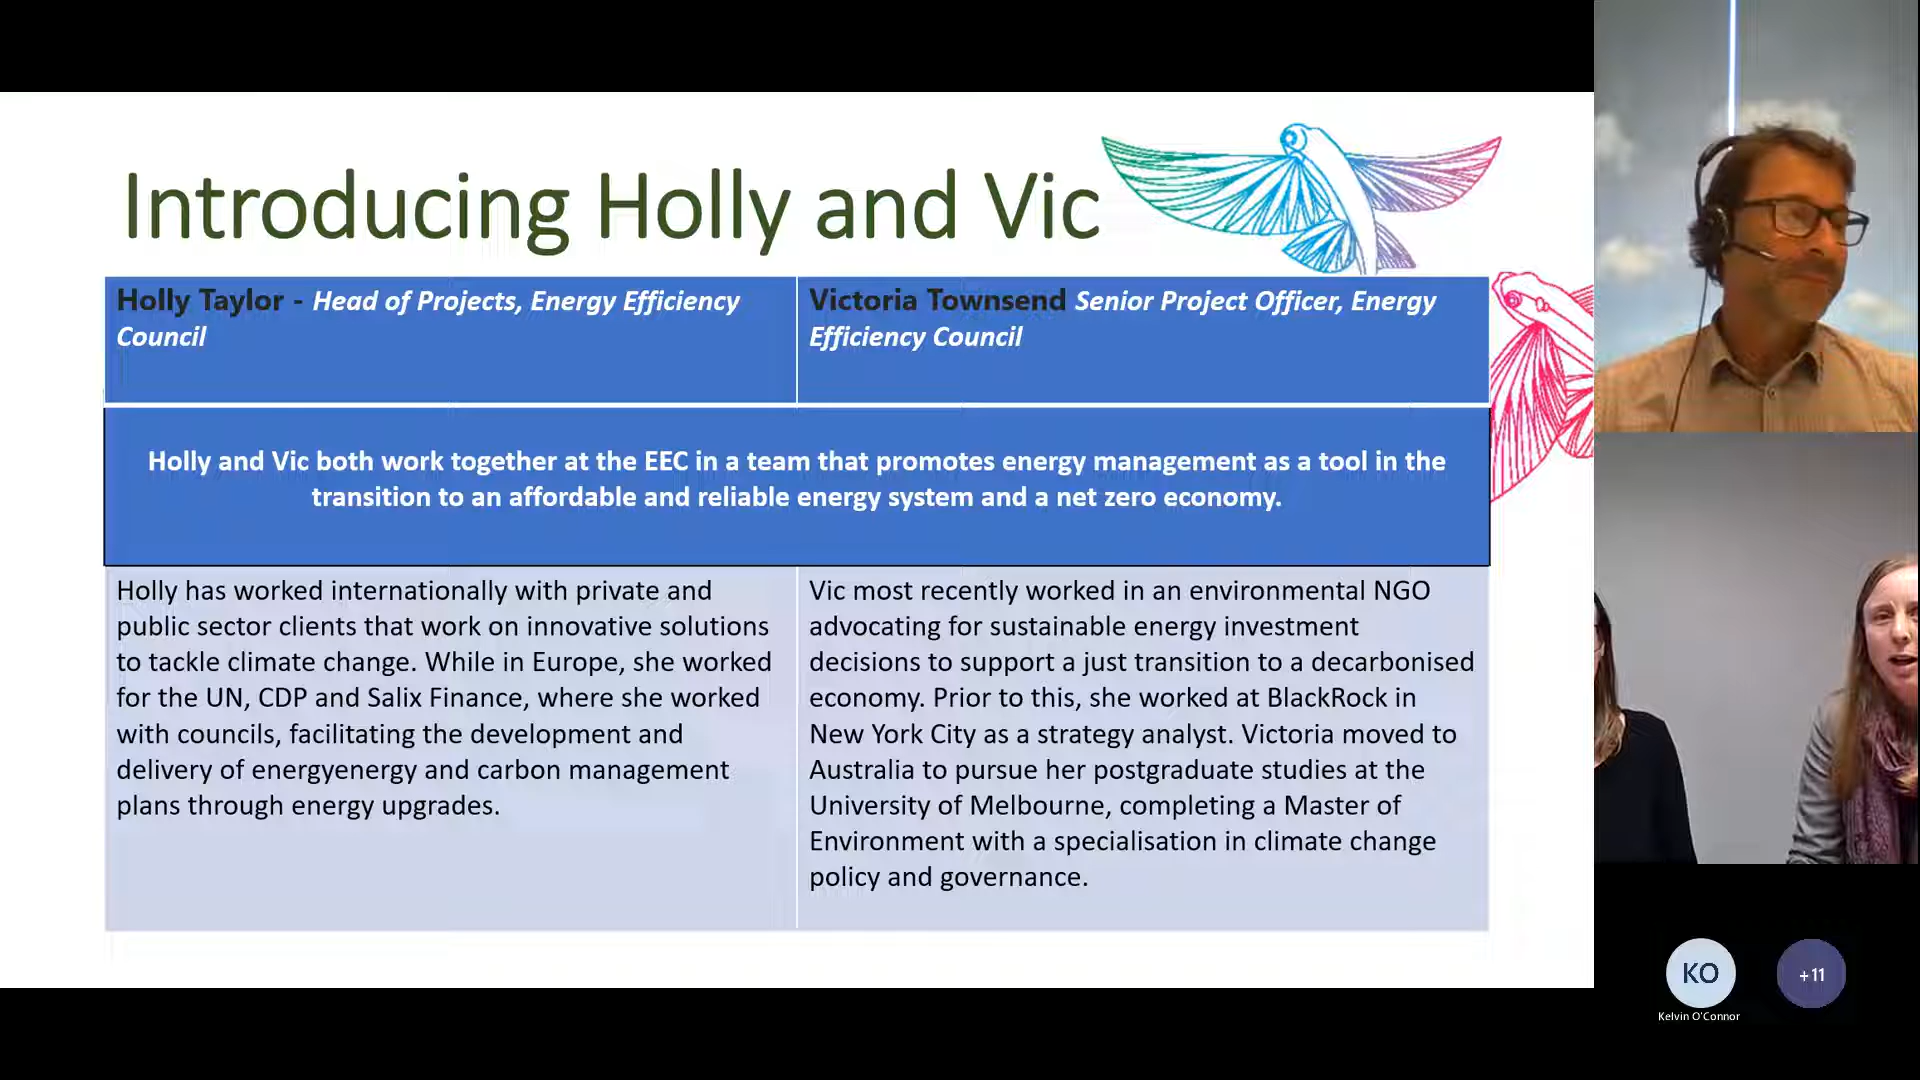 Introducing Holly and Vic
Holly Taylor - Head of Projects, Energy Efficiency
Council
Victoria Townsend Senior Project Officer, Energy
Efficiency Council
Holly and Vic both work together at the EEC in a team that promotes energy management as a tool in the
transition to an affordable and reliable energy system and a net zero economy.
Holly has worked internationally with private and
public sector clients that work on innovative solutions
to tackle climate change. While in Europe, she worked
for the UN, CDP and Salix Finance, where she worked
with councils, facilitating the development and
delivery of energyenergy and carbon management
plans through energy upgrades.
Vic most recently worked in an environmental NGO
advocating for sustainable energy investment
decisions to support a just transition to a decarbonised
economy. Prior to this, she worked at BlackRock in
New York City as a strategy analyst. Victoria moved to
Australia to pursue her postgraduate studies at the
University of Melbourne, completing a Master of
Environment with a specialisation in climate change
policy and governance.
KO
+11
Kelvin O'Connor